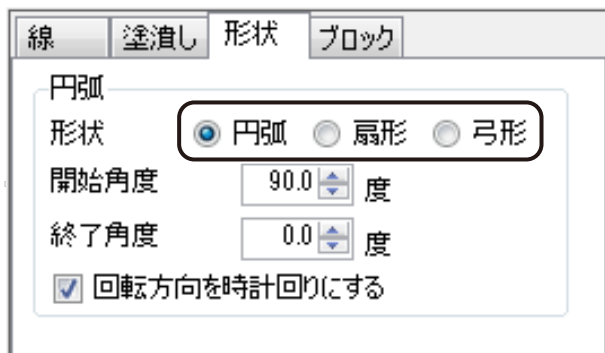 線 塗潰し 形状 ブロック
円弧
形状 円弧 扇形 弓形
開始角度 90.0 度
終了角度 0.0 度
回転方向を時計回りにする